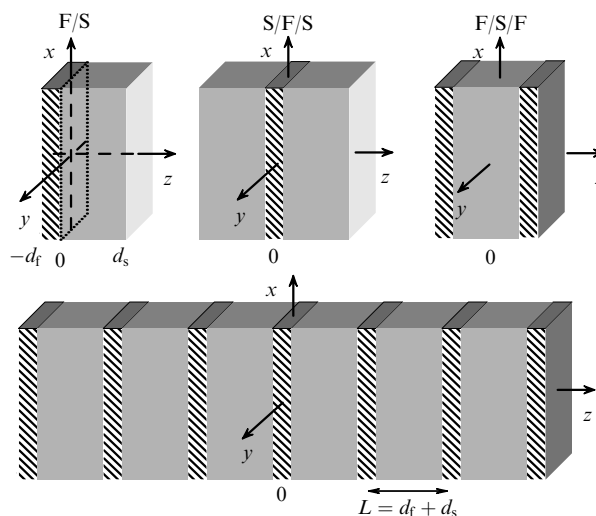 F/S
S/F/S
F/S/F
x
x
x
z
z
y
y
y
−d_f 0 d_s
0
0
x
z
y
0
L = d_f + d_s